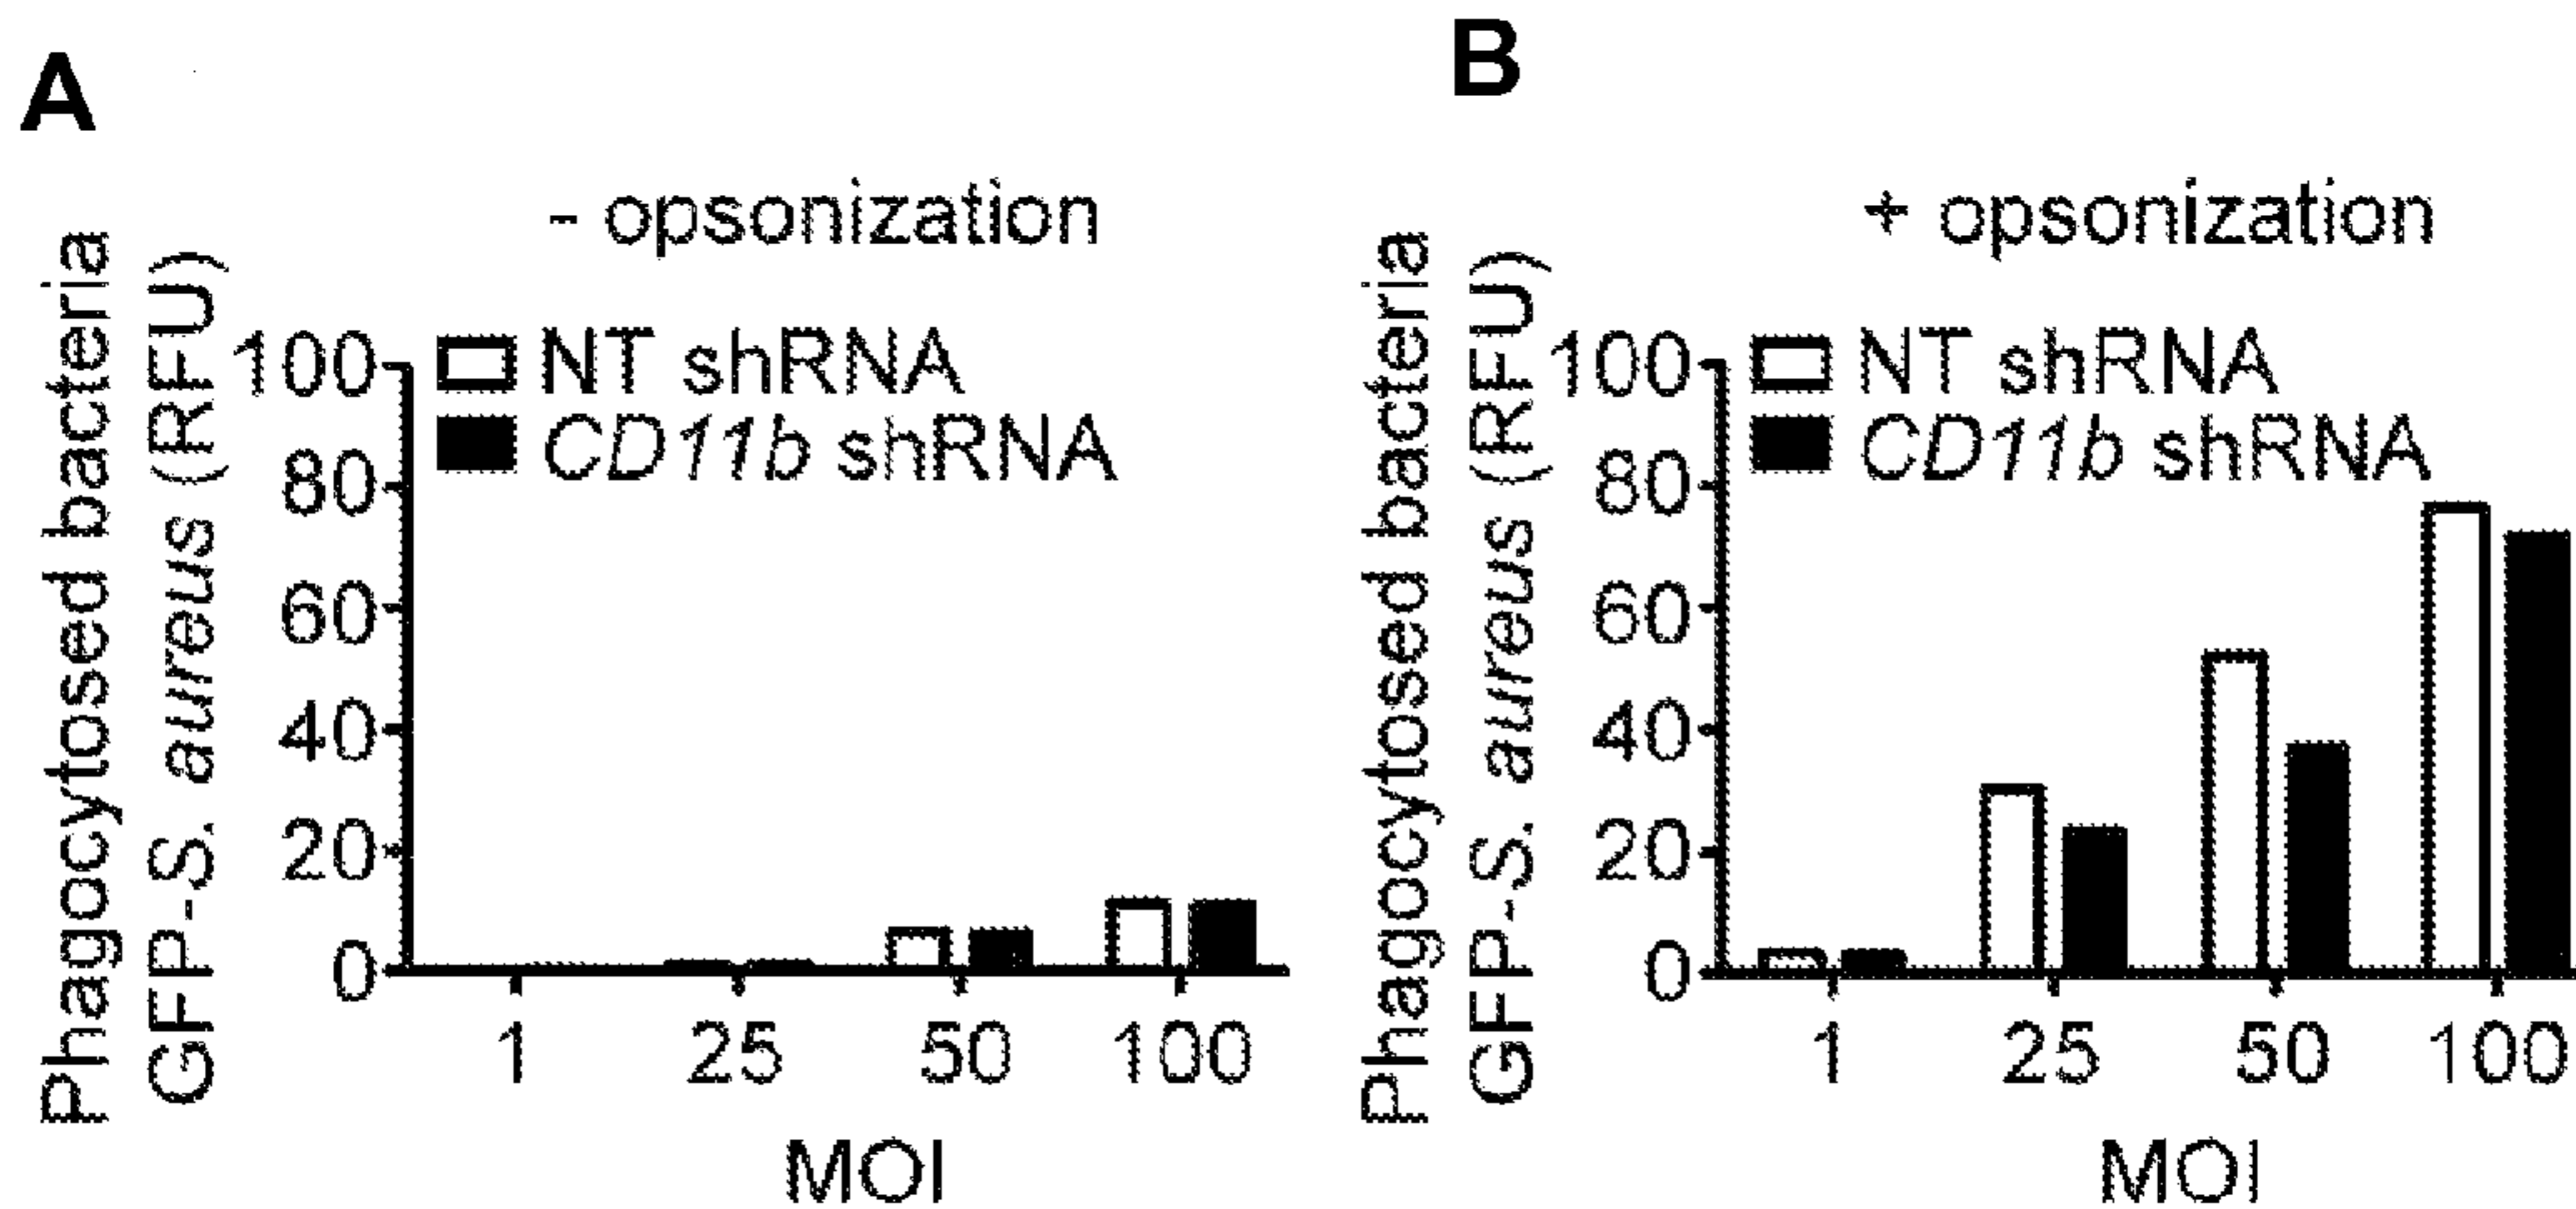 A
- opsonization
Phagocytosed bacteria
GFP-S. aureus (RFU)
NT shRNA
CD11b shRNA
100
80
60
40
20
0
1 25 50 100
MOI
B
+ opsonization
Phagocytosed bacteria
GFP-S. aureus (RFU)
NT shRNA
CD11b shRNA
100
80
60
40
20
0
1 25 50 100
MOI